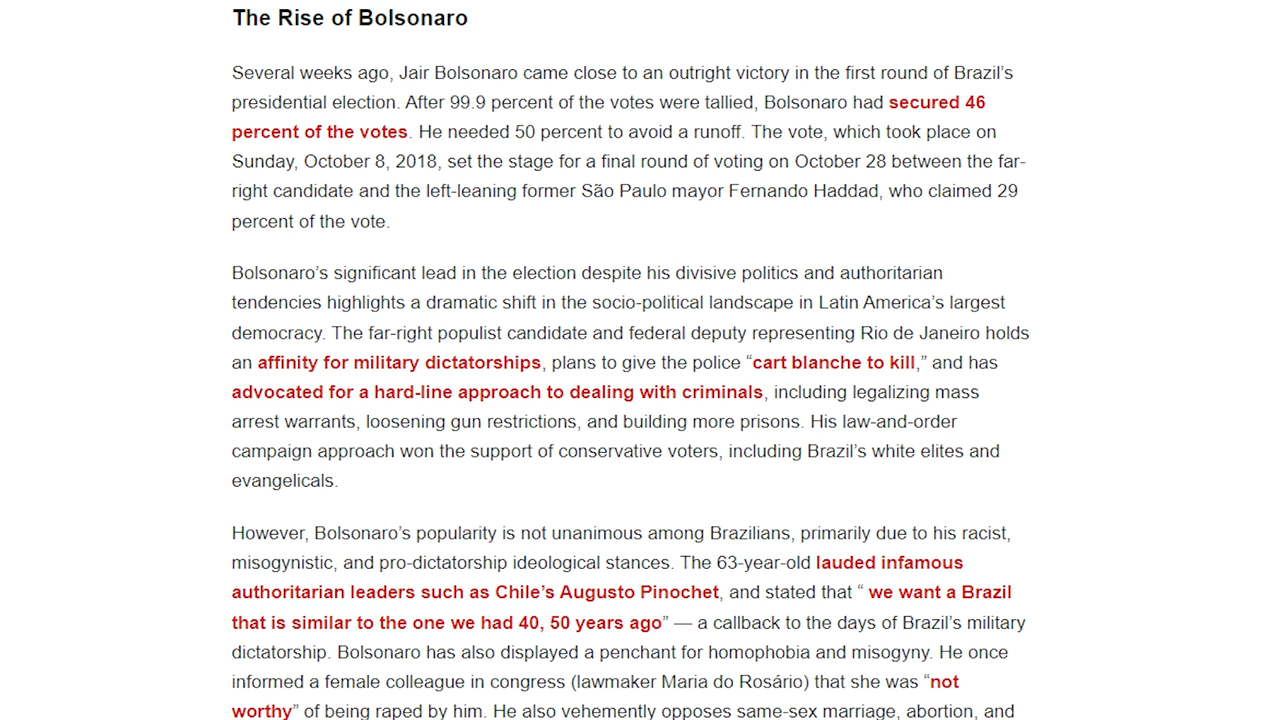 The Rise of Bolsonaro
Several weeks ago, Jair Bolsonaro came close to an outright victory in the first round of Brazil’s
presidential election. After 99.9 percent of the votes were tallied, Bolsonaro had secured 46
percent of the votes. He needed 50 percent to avoid a runoff. The vote, which took place on
Sunday, October 8, 2018, set the stage for a final round of voting on October 28 between the far-
right candidate and the left-leaning former São Paulo mayor Fernando Haddad, who claimed 29
percent of the vote.
Bolsonaro’s significant lead in the election despite his divisive politics and authoritarian
tendencies highlights a dramatic shift in the socio-political landscape in Latin America’s largest
democracy. The far-right populist candidate and federal deputy representing Rio de Janeiro holds
an affinity for military dictatorships, plans to give the police “cart blanche to kill,” and has
advocated for a hard-line approach to dealing with criminals, including legalizing mass
arrest warrants, loosening gun restrictions, and building more prisons. His law-and-order
campaign approach won the support of conservative voters, including Brazil’s white elites and
evangelicals.
However, Bolsonaro’s popularity is not unanimous among Brazilians, primarily due to his racist,
misogynistic, and pro-dictatorship ideological stances. The 63-year-old lauded infamous
authoritarian leaders such as Chile’s Augusto Pinochet, and stated that “ we want a Brazil
that is similar to the one we had 40, 50 years ago” — a callback to the days of Brazil’s military
dictatorship. Bolsonaro has also displayed a penchant for homophobia and misogyny. He once
informed a female colleague in congress (lawmaker Maria do Rosário) that she was “not
worthy” of being raped by him. He also vehemently opposes same-sex marriage, abortion, and